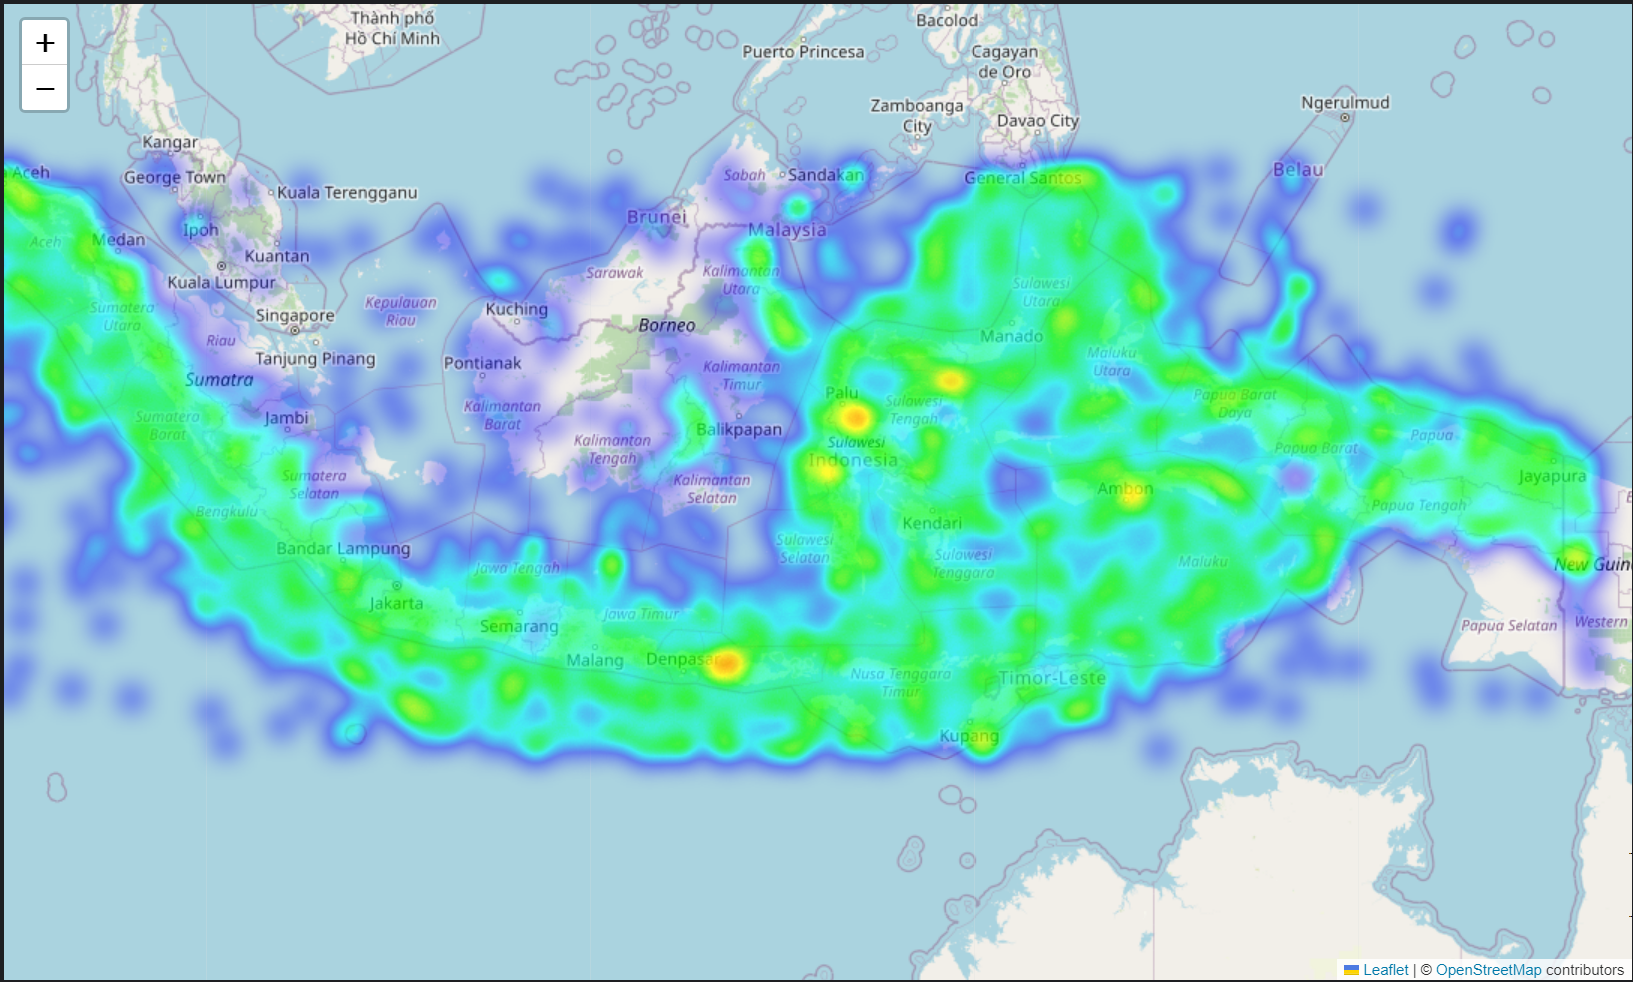 +
−
Thành phố
Hồ Chí Minh
Bacolod
Puerto Princesa
Cagayan
de Oro
Zamboanga
City
Davao City
Ngerulmud
Kangar
Aceh
George Town
Kuala Terengganu
Sabah
Sandakan
General Santos
Belau
Brunei
Malaysia
Ipoh
Aceh
Medan
Kuantan
Kuala Lumpur
Sarawak
Kalimantan
Utara
Sulawesi
Utara
Sumatera
Utara
Kepulauan
Riau
Kuching
Singapore
Borneo
Manado
Riau
Tanjung Pinang
Pontianak
Maluku
Utara
Sumatra
Kalimantan
Timur
Palu
Sulawesi
Tengah
Papua Barat
Daya
Kalimantan
Barat
Sumatera
Barat
Jambi
Balikpapan
Kalimantan
Tengah
Sulawesi
Indonesia
Papua Barat
Papua
Sumatera
Selatan
Kalimantan
Selatan
Ambon
Jayapura
Papua Tengah
Bengkulu
Kendari
Bandar Lampung
Sulawesi
Selatan
Sulawesi
Tenggara
Maluku
Jawa Tengah
New Guin
Jakarta
Semarang
Jawa Timur
Papua Selatan
Western
Malang
Denpasar
Nusa Tenggara
Timur
Timor-Leste
Kupang
Leaflet | © OpenStreetMap contributors